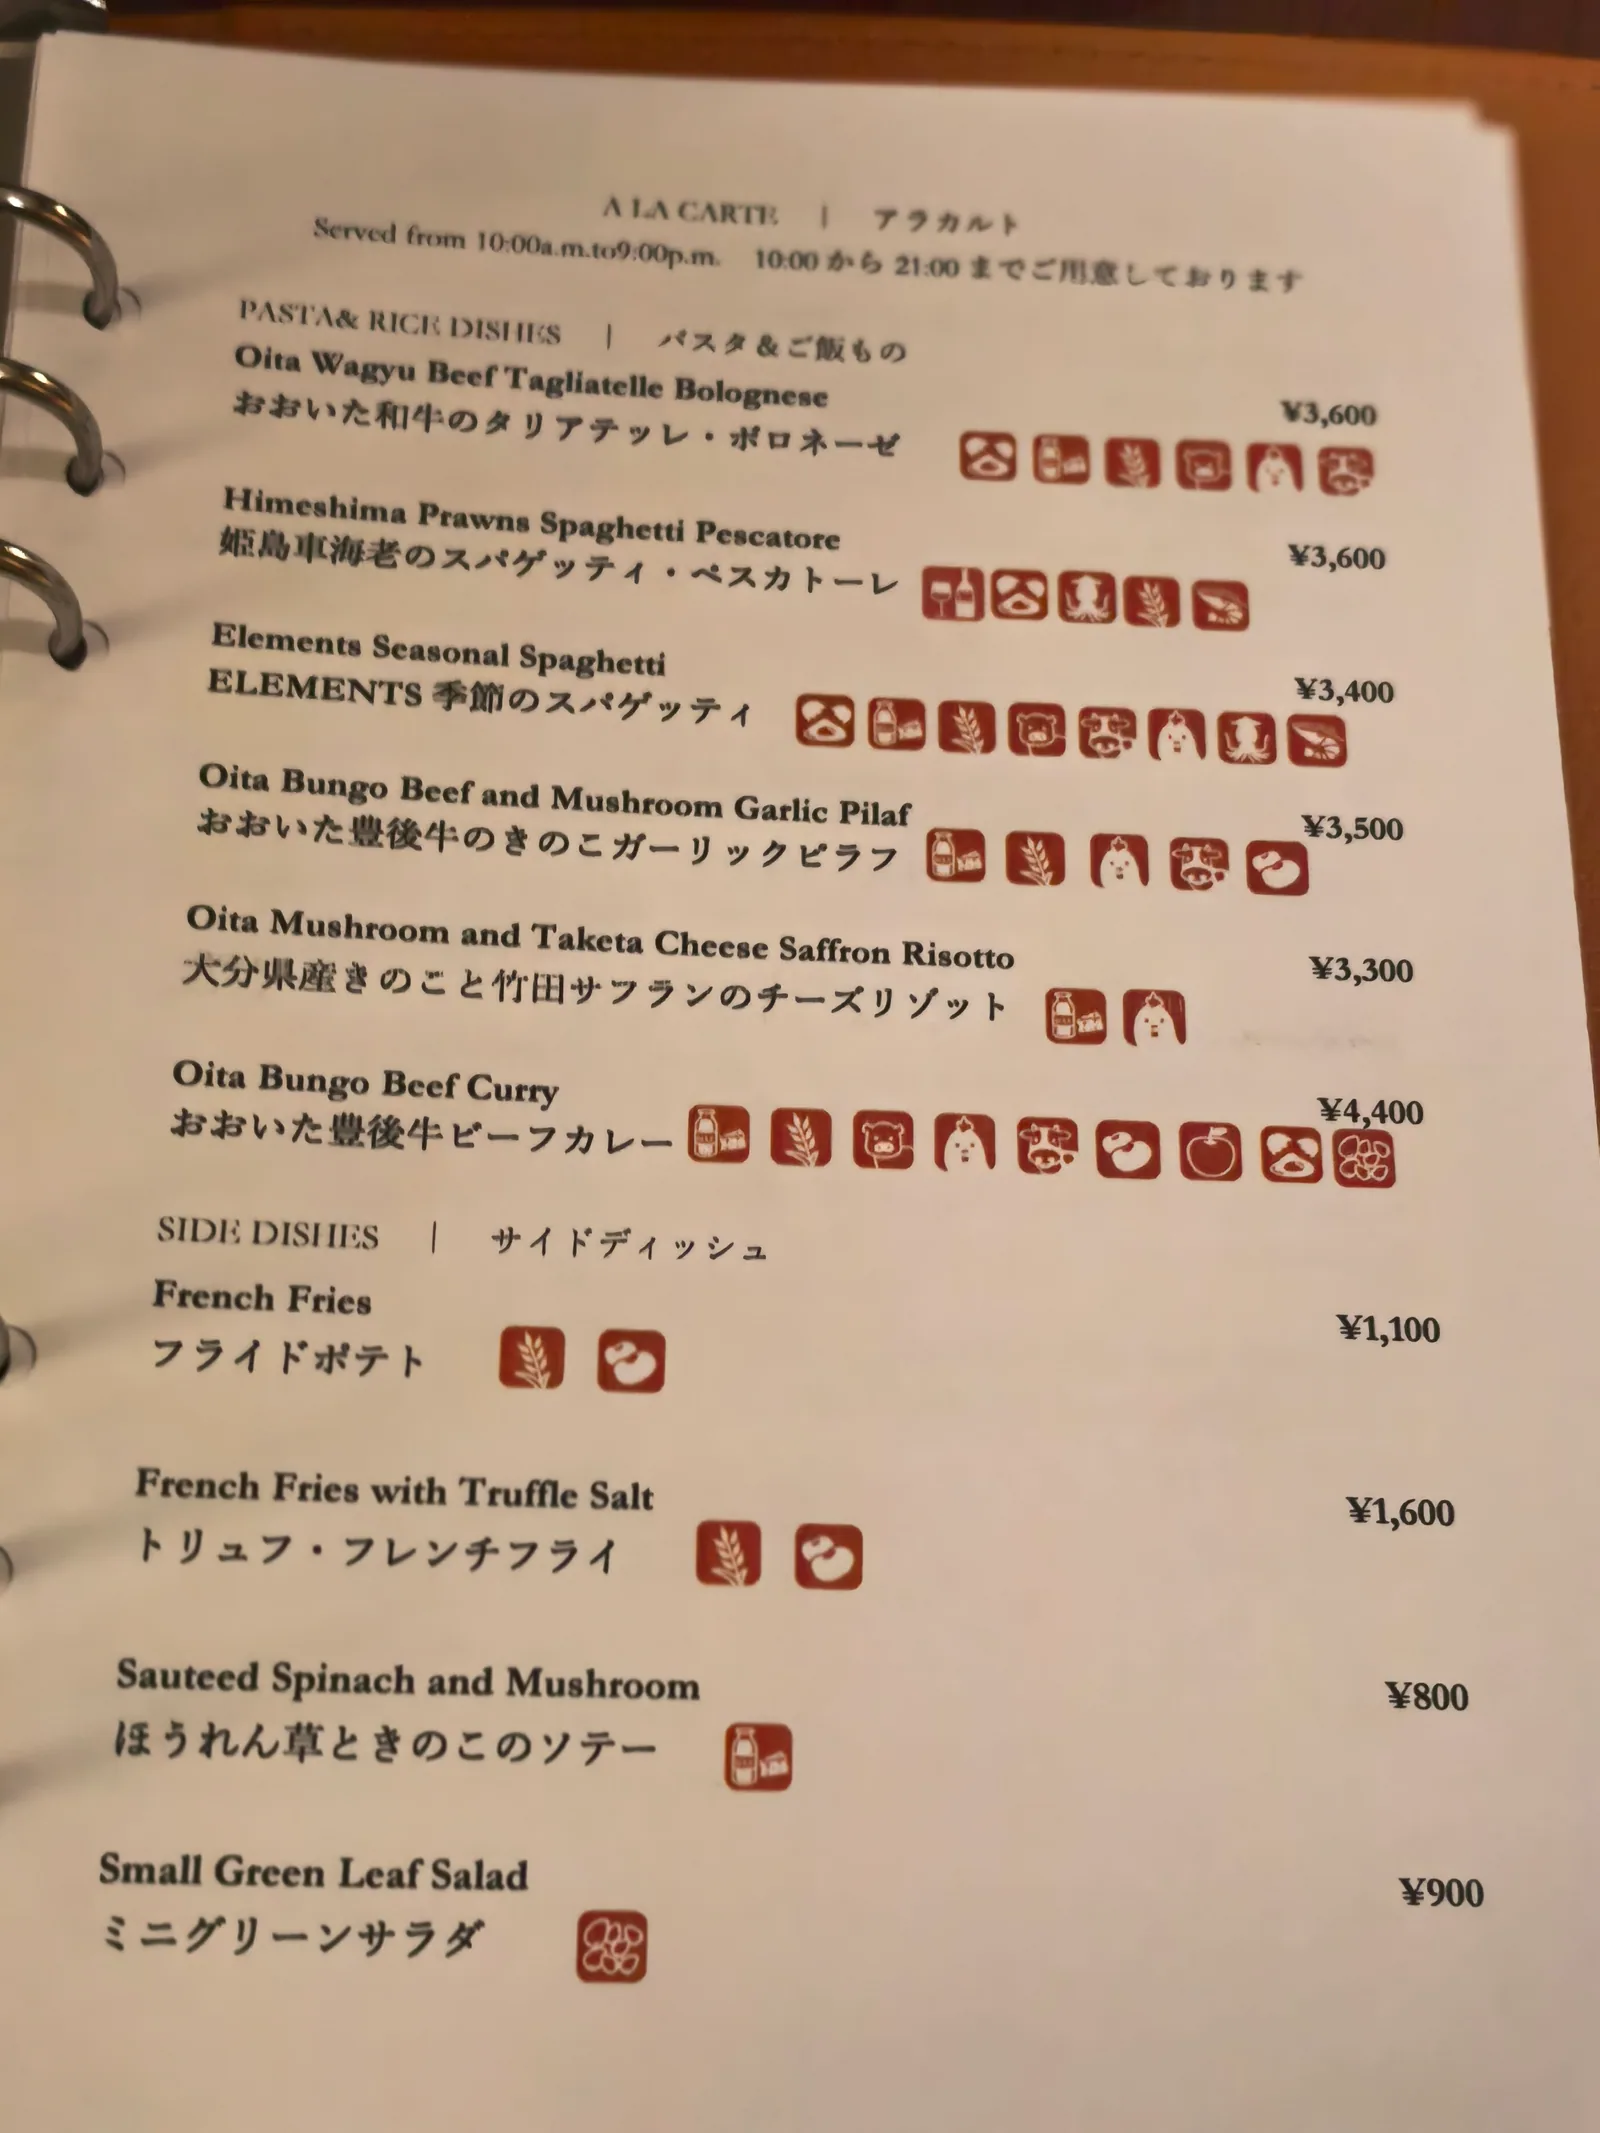 A LA CARTE | アラカルト
Served from 10:00a.m.to9:00p.m. 10:00 から 21:00 までご用意しております
PASTA& RICE DISHES | パスタ＆ご飯もの
Oita Wagyu Beef Tagliatelle Bolognese
¥3,600
おおいた和牛のタリアテッレ・ボロネーゼ
Himeshima Prawns Spaghetti Pescatore
¥3,600
姫島車海老のスパゲッティ・ペスカトーレ
Elements Seasonal Spaghetti
¥3,400
ELEMENTS 季節のスパゲッティ
Oita Bungo Beef and Mushroom Garlic Pilaf
¥3,500
おおいた豊後牛のきのこガーリックピラフ
Oita Mushroom and Taketa Cheese Saffron Risotto
¥3,300
大分県産きのこと竹田サフランのチーズリゾット
Oita Bungo Beef Curry
¥4,400
おおいた豊後牛ビーフカレー
SIDE DISHES | サイドディッシュ
French Fries
¥1,100
フライドポテト
French Fries with Truffle Salt
¥1,600
トリュフ・フレンチフライ
Sauteed Spinach and Mushroom
¥800
ほうれん草ときのこのソテー
Small Green Leaf Salad
¥900
ミニグリーンサラダ